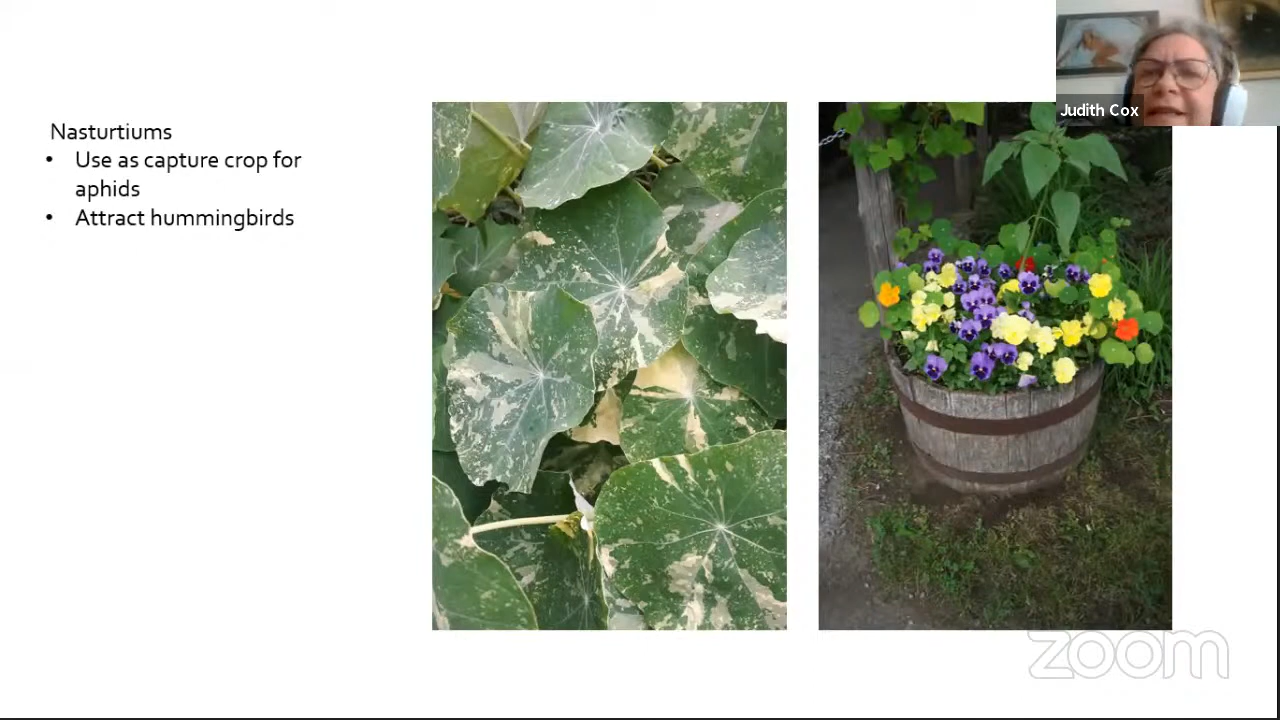 Judith Cox
Nasturtiums
• Use as capture crop for
aphids
• Attract hummingbirds
zoom